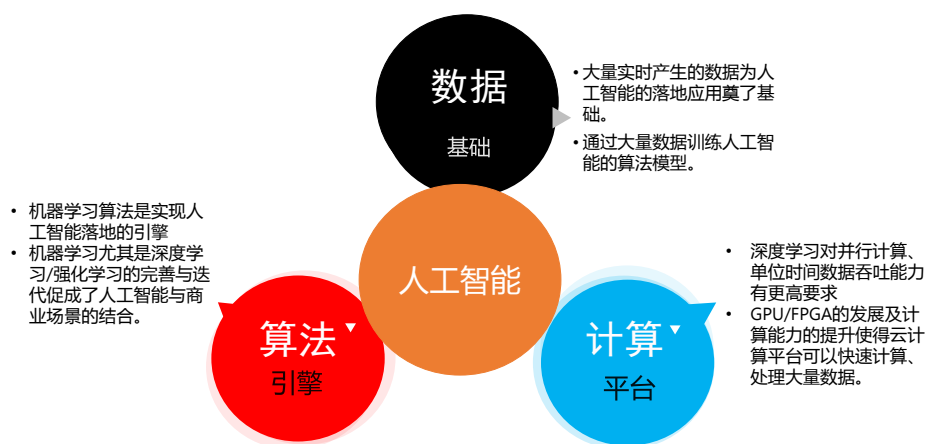 数据
基础
•大量实时产生的数据为人
工智能的落地应用奠了基
础。
•通过大量数据训练人工智
能的算法模型。
• 机器学习算法是实现人
工智能落地的引擎
• 机器学习尤其是深度学
习/强化学习的完善与迭
代促成了人工智能与商
业场景的结合。
人工智能
算法
引擎
计算
平台
• 深度学习对并行计算、
单位时间数据吞吐能力
有更高要求
• GPU/FPGA的发展及计
算能力的提升使得云计
算平台可以快速计算、
处理大量数据。